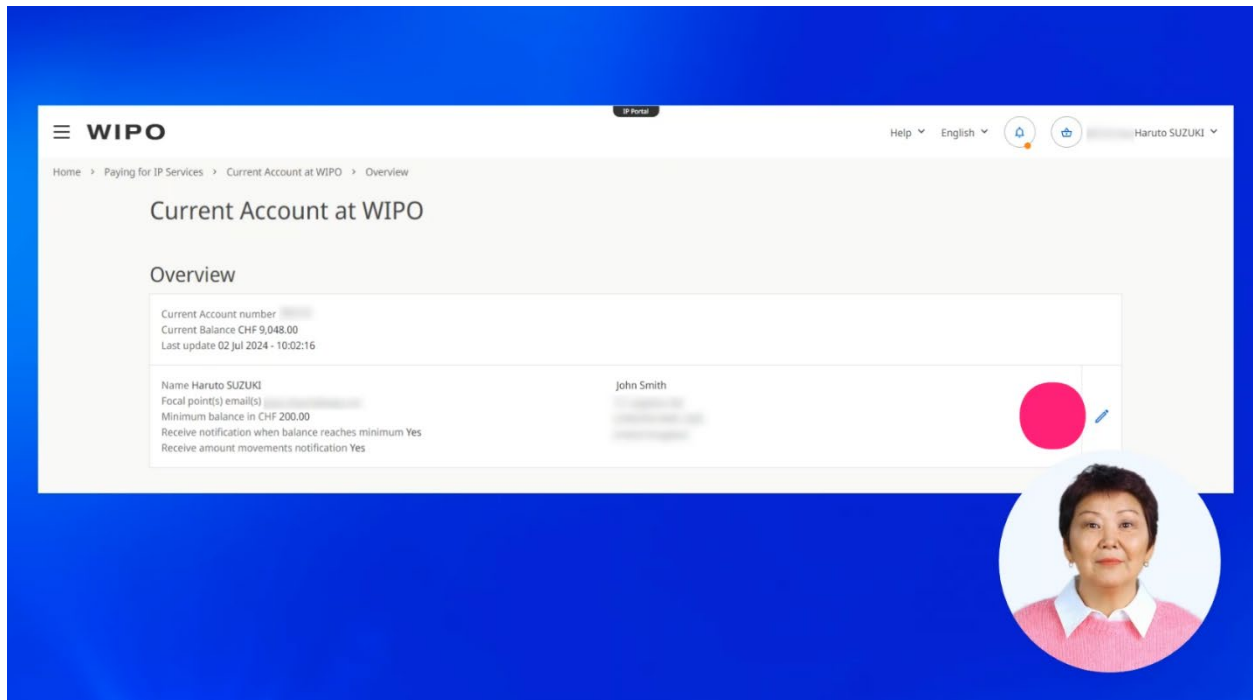 IP Portal
WIPO
Help English Haruto SUZUKI
Home > Paying for IP Services > Current Account at WIPO > Overview
Current Account at WIPO
Overview
Current Account number
Current Balance CHF 9,048.00
Last update 02 Jul 2024 - 10:02:16
Name Haruto SUZUKI
Focal point(s) email(s)
Minimum balance in CHF 200.00
Receive notification when balance reaches minimum Yes
Receive amount movements notification Yes
John Smith